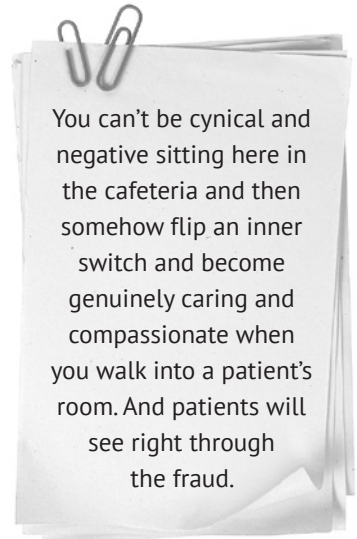 You can’t be cynical and
negative sitting here in
the cafeteria and then
somehow flip an inner
switch and become
genuinely caring and
compassionate when
you walk into a patient’s
room. And patients will
see right through
the fraud.